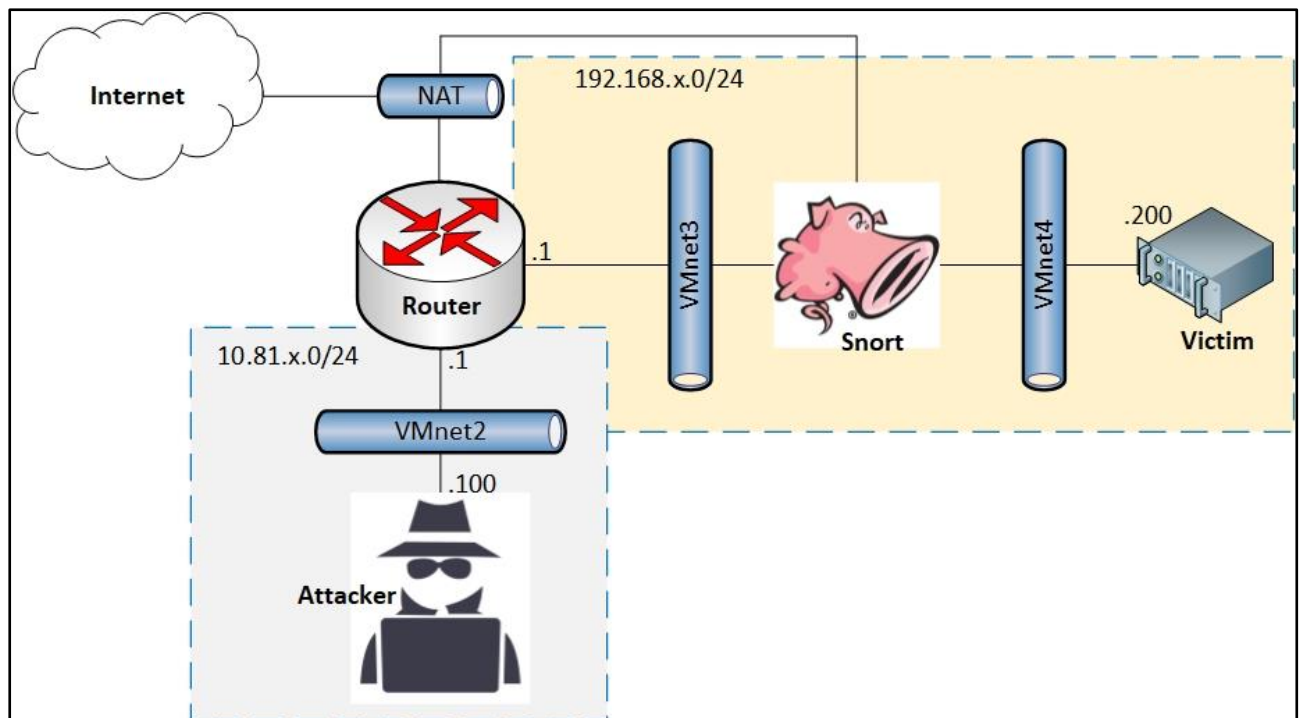 Internet
NAT
192.168.x.0/24
VMnet3
VMnet4
.200
.1
Router
Snort
Victim
10.81.x.0/24
.1
VMnet2
.100
Attacker